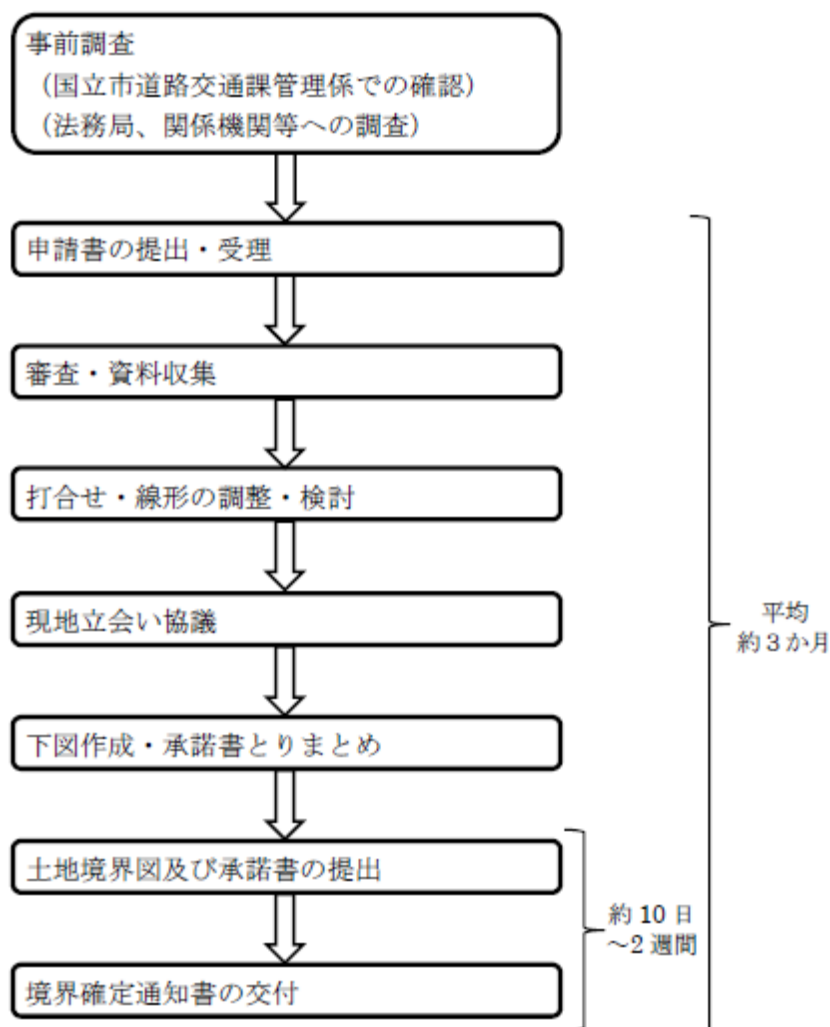 事前調査
（国立市道路交通課管理係での確認）
（法務局、関係機関等への調査）
申請書の提出・受理
審査・資料収集
打合せ・線形の調整・検討
現地立会い協議
下図作成・承諾書とりまとめ
土地境界図及び承諾書の提出
境界確定通知書の交付
約 10 日
～2 週間
平均
約３か月